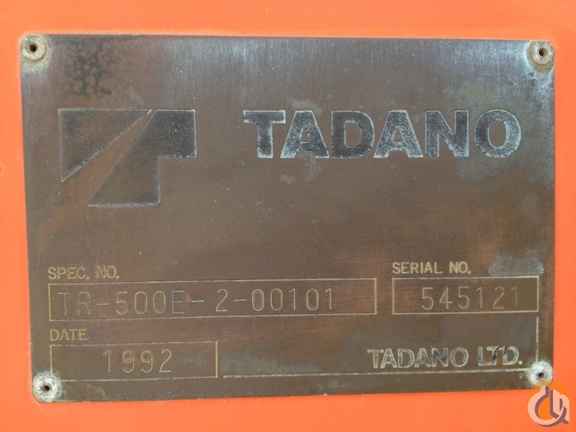 TADANO
SPEC. NO.
TR-500E-2-00101
SERIAL NO.
545121
DATE
1992
TADANO LTD.